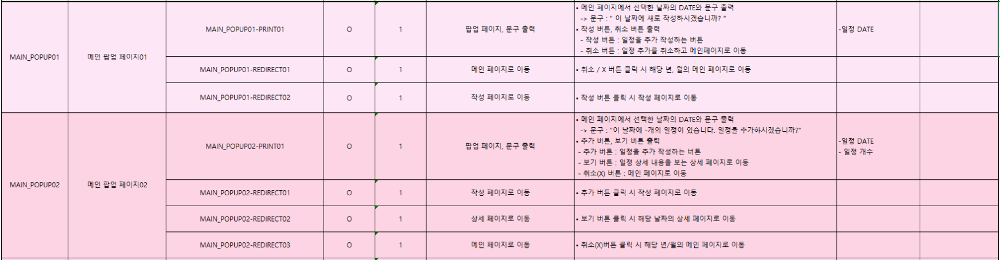 MAIN_POPUP01
메인 팝업 페이지01
MAIN_POPUP01-PRINT01
O
1
팝업 페이지, 문구 출력
• 메인 페이지에서 선택한 날짜의 DATE와 문구 출력
-> 문구 : " 이 날짜에 새로 작성하시겠습니까? "
• 작성 버튼, 취소 버튼 출력
- 작성 버튼 : 일정을 추가 작성하는 버튼
- 취소 버튼 : 일정 추가를 취소하고 메인페이지로 이동
-일정 DATE
MAIN_POPUP01-REDIRECT01
O
1
메인 페이지로 이동
• 취소 / X 버튼 클릭 시 해당 년, 월의 메인 페이지로 이동
MAIN_POPUP01-REDIRECT02
O
1
작성 페이지로 이동
• 작성 버튼 클릭 시 작성 페이지로 이동
MAIN_POPUP02
메인 팝업 페이지02
MAIN_POPUP02-PRINT01
O
1
팝업 페이지, 문구 출력
• 메인 페이지에서 선택한 날짜의 DATE와 문구 출력
-> 문구 : "이 날짜에 -개의 일정이 있습니다. 일정을 추가하시겠습니까?"
• 추가 버튼, 보기 버튼 출력
- 추가 버튼 : 일정을 추가 작성하는 버튼
- 보기 버튼 : 일정 상세 내용을 보는 상세 페이지로 이동
- 취소(X) 버튼 : 메인 페이지로 이동
-일정 DATE
- 일정 개수
MAIN_POPUP02-REDIRECT01
O
1
작성 페이지로 이동
• 추가 버튼 클릭 시 작성 페이지로 이동
MAIN_POPUP02-REDIRECT02
O
1
상세 페이지로 이동
• 보기 버튼 클릭 시 해당 날짜의 상세 페이지로 이동
MAIN_POPUP02-REDIRECT03
O
1
메인 페이지로 이동
• 취소(X)버튼 클릭 시 해당 년/월의 메인 페이지로 이동